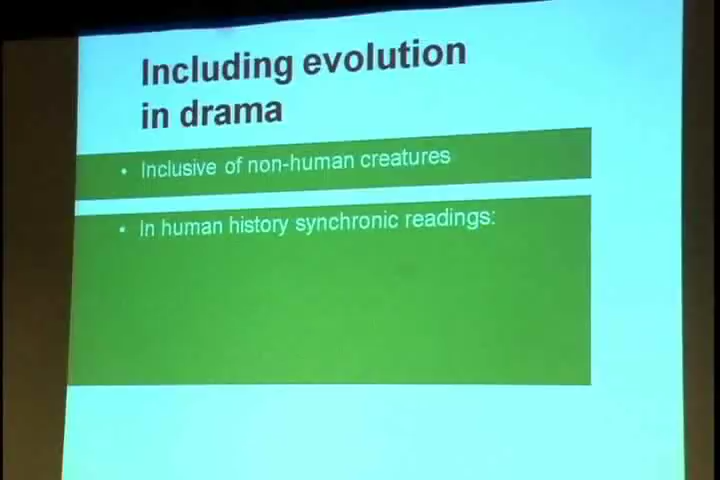 Including evolution
in drama
• Inclusive of non-human creatures
• In human history synchronic readings: